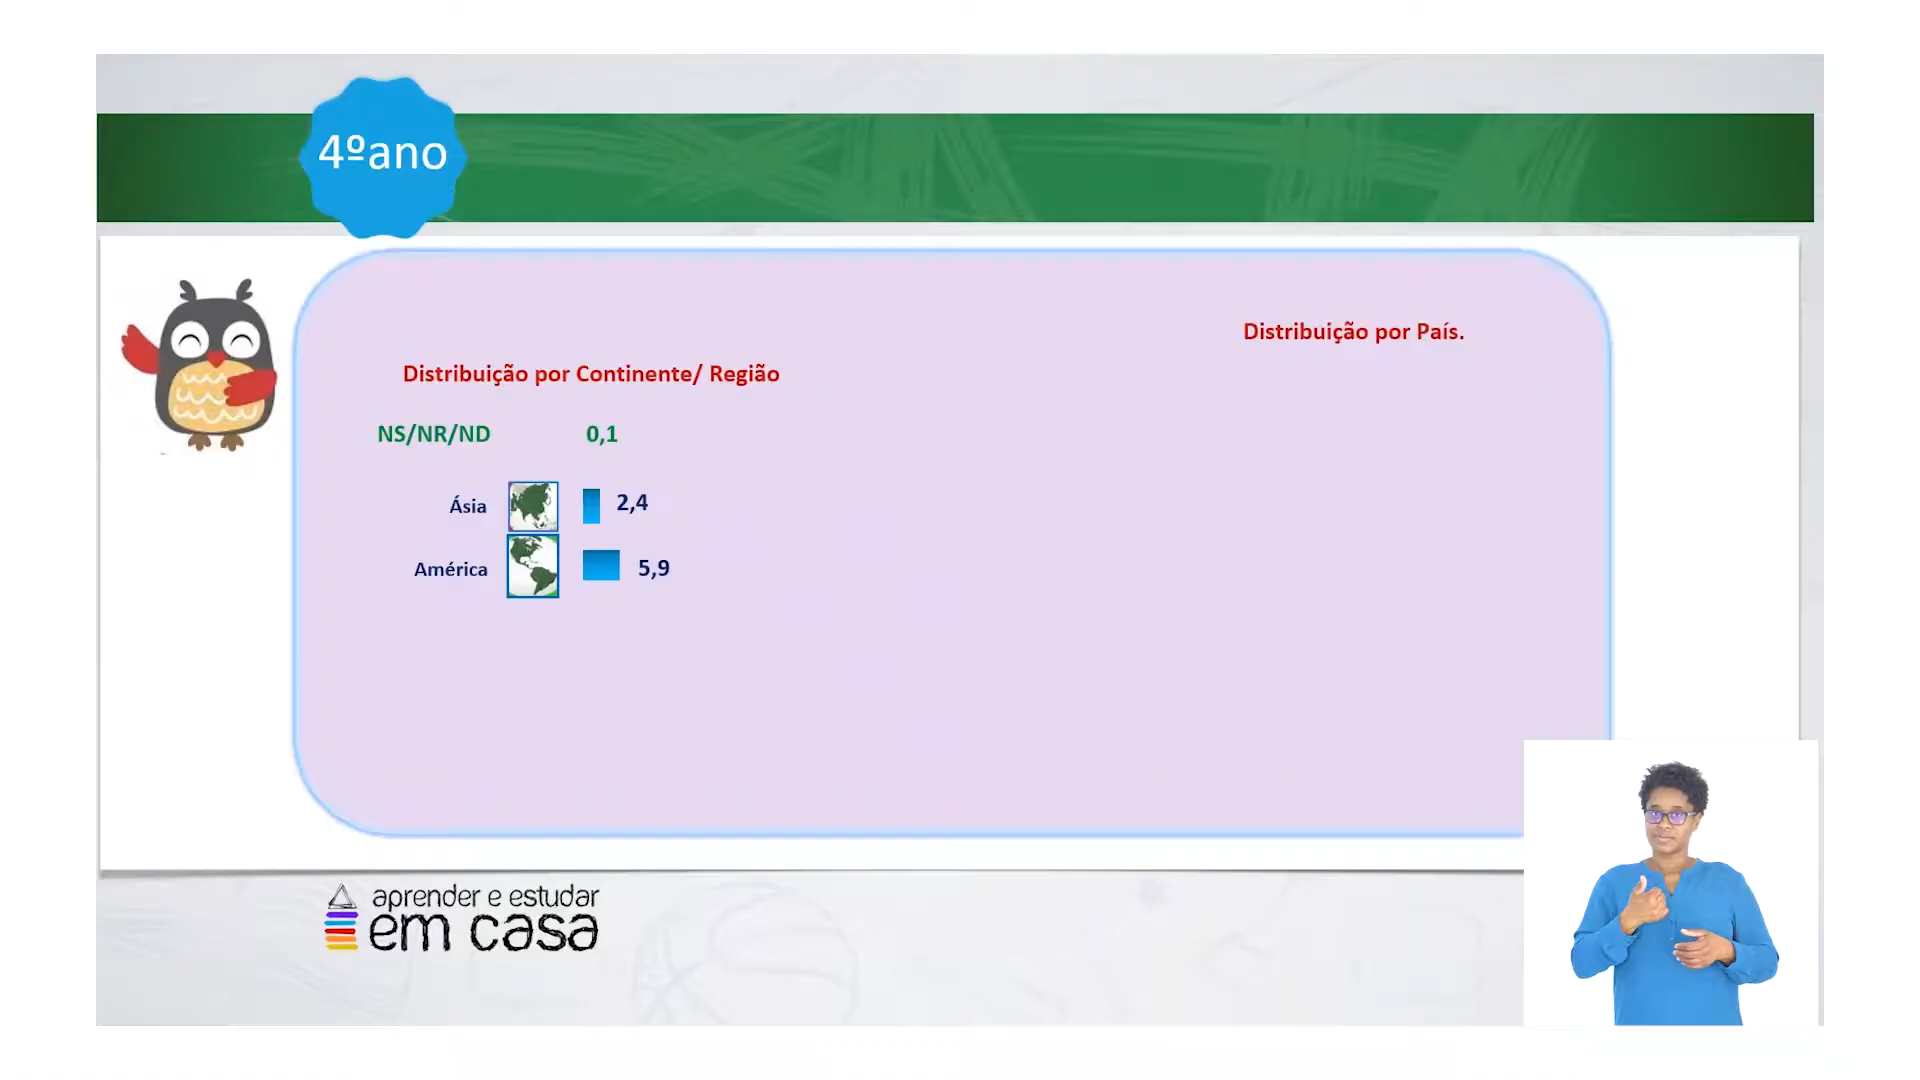 4ºano
Distribuição por País.
Distribuição por Continente/ Região
NS/NR/ND 0,1
Ásia 2,4
América 5,9
aprender e estudar
em casa